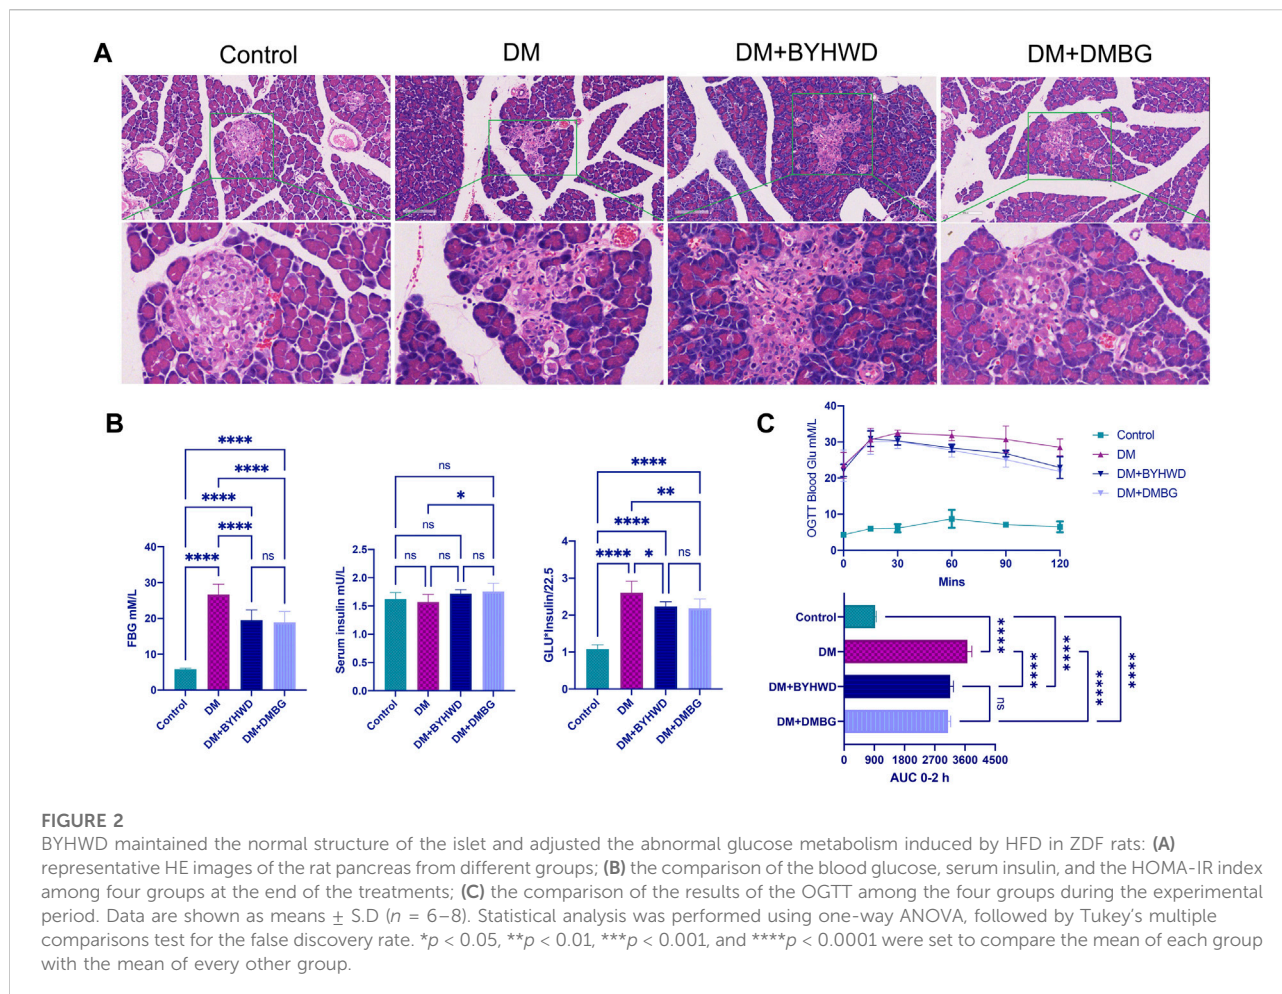 A
Control
DM
DM+BYHWD
DM+DMBG
B
****
****
****
****
****
ns
FBG mM/L
40
30
20
10
0
Control
DM
DM+BYHWD
DM+DMBG
ns
*
ns
ns
ns
ns
Serum insulin mU/L
2.5
2.0
1.5
1.0
0.5
0.0
Control
DM
DM+BYHWD
DM+DMBG
****
**
****
****
*
ns
GLU*Insulin/22.5
4
3
2
1
0
Control
DM
DM+BYHWD
DM+DMBG
C
OGTT Blood Glu mM/L
40
30
20
10
0
0
30
60
90
120
Mins
Control
DM
DM+BYHWD
DM+DMBG
Control
DM
DM+BYHWD
DM+DMBG
****
****
ns
****
****
****
0
900
1800
2700
3600
4500
AUC 0-2 h
FIGURE 2
BYHWD maintained the normal structure of the islet and adjusted the abnormal glucose metabolism induced by HFD in ZDF rats: (A)
representative HE images of the rat pancreas from different groups; (B) the comparison of the blood glucose, serum insulin, and the HOMA-IR index
among four groups at the end of the treatments; (C) the comparison of the results of the OGTT among the four groups during the experimental
period. Data are shown as means ± S.D (n = 6–8). Statistical analysis was performed using one-way ANOVA, followed by Tukey's multiple
comparisons test for the false discovery rate. *p < 0.05, **p < 0.01, ***p < 0.001, and ****p < 0.0001 were set to compare the mean of each group
with the mean of every other group.